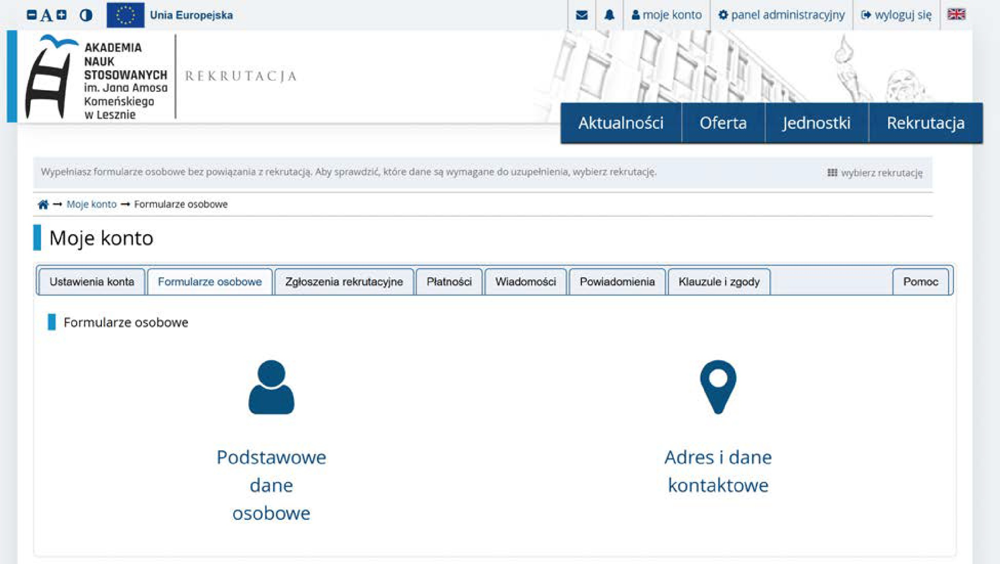 A
Unia Europejska
moje konto
panel administracyjny
wyloguj się
AKADEMIA
NAUK
STOSOWANYCH
im. Jana Amosa
Komeńskiego
w Lesznie
REKRUTACJA
Aktualności
Oferta
Jednostki
Rekrutacja
Wypełniasz formularze osobowe bez powiązania z rekrutacją. Aby sprawdzić, które dane są wymagane do uzupełnienia, wybierz rekrutację.
wybierz rekrutację
Moje konto → Formularze osobowe
Moje konto
Ustawienia konta
Formularze osobowe
Zgłoszenia rekrutacyjne
Płatności
Wiadomości
Powiadomienia
Klauzule i zgody
Pomoc
Formularze osobowe
Podstawowe
dane
osobowe
Adres i dane
kontaktowe